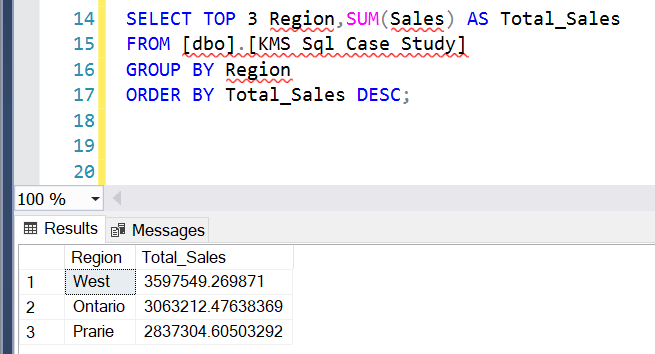 14 SELECT TOP 3 Region,SUM(Sales) AS Total_Sales
15 FROM [dbo].[KMS Sql Case Study]
16 GROUP BY Region
17 ORDER BY Total_Sales DESC;
18
19
20
100 %
Results Messages
Region Total_Sales
1 West 3597549.269871
2 Ontario 3063212.47638369
3 Prarie 2837304.60503292